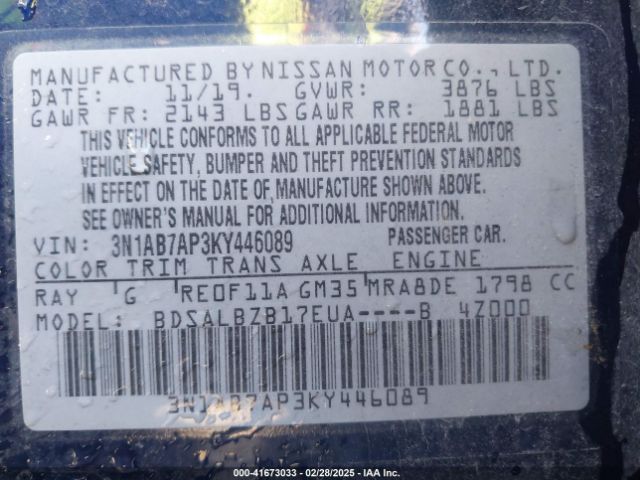 MANUFACTURED BY NISSAN MOTOR CO., LTD.
DATE: 11/19. GVWR: 3876 LBS
GAWR FR: 2143 LBS GAWR RR: 1881 LBS
THIS VEHICLE CONFORMS TO ALL APPLICABLE FEDERAL MOTOR
VEHICLE SAFETY, BUMPER AND THEFT PREVENTION STANDARDS
IN EFFECT ON THE DATE OF MANUFACTURE SHOWN ABOVE.
SEE OWNER'S MANUAL FOR ADDITIONAL INFORMATION.
VIN: 3N1AB7AP3KY446089 PASSENGER CAR.
COLOR TRIM TRANS AXLE ENGINE
RAY G RE0F11A GM35 MRA8DE 1798 CC
MODEL: BDSALBZB17EUA----B 4Z000
3N1AB7AP3KY446089
000-41673033 — 02/28/2025 — IAA Inc.